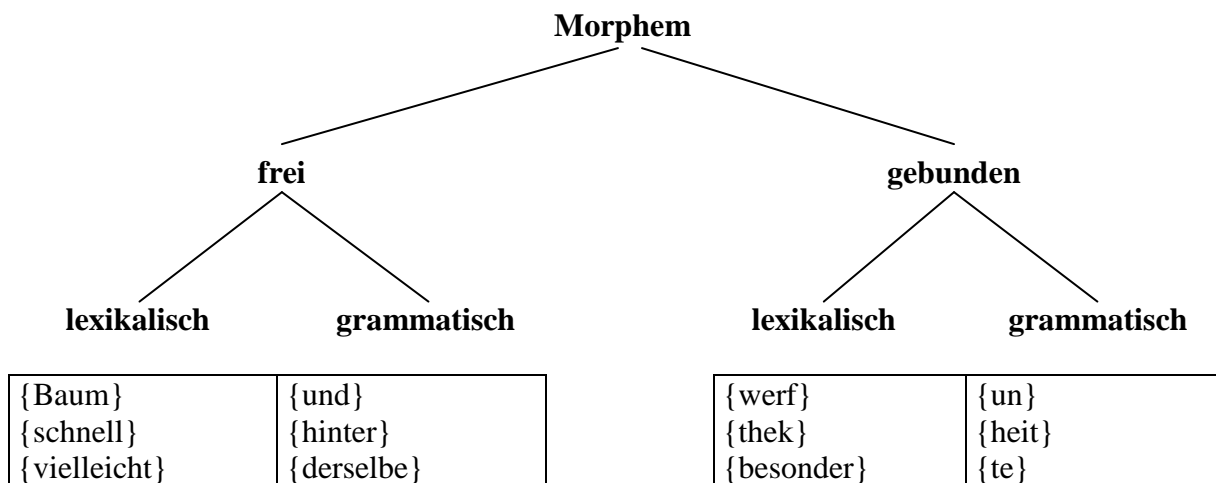 Morphem
frei gebunden
lexikalisch grammatisch lexikalisch grammatisch
{Baum} {und} {werf} {un}
{schnell} {hinter} {thek} {heit}
{vielleicht} {derselbe} {besonder} {te}